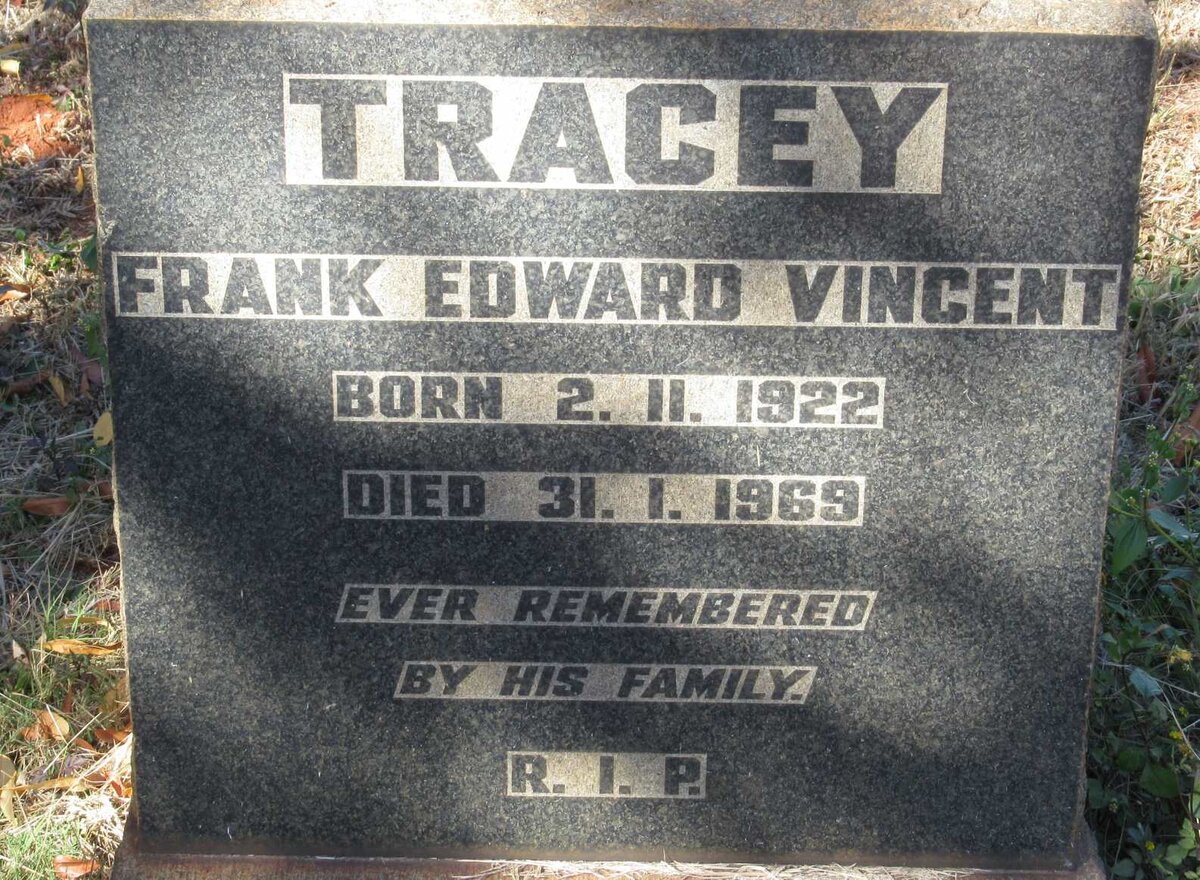 TRACEY
FRANK EDWARD VINCENT
BORN 2. 11. 1922
DIED 31. 1. 1969
EVER REMEMBERED
BY HIS FAMILY.
R. I. P.